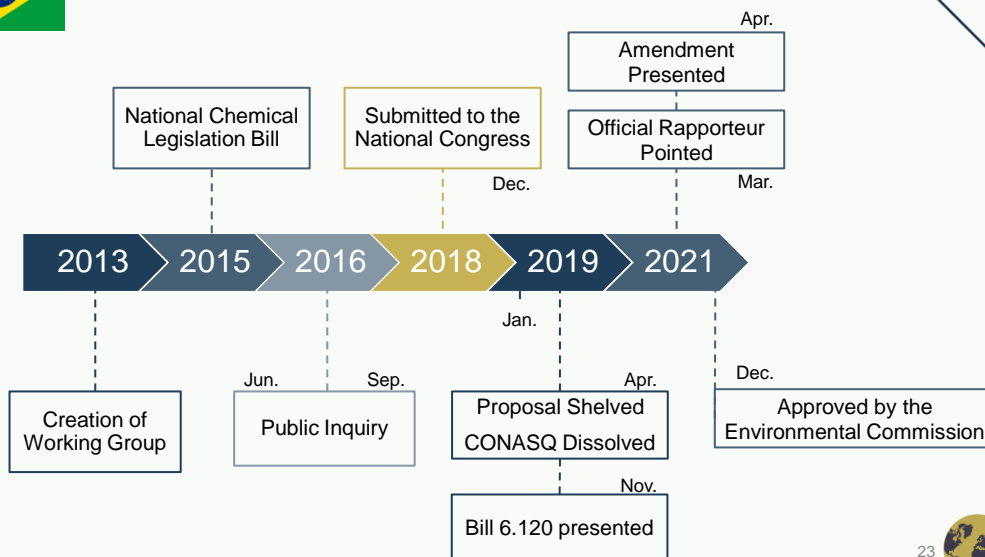 Apr.
Amendment
Presented
National Chemical
Legislation Bill
Submitted to the
National Congress
Dec.
Official Rapporteur
Pointed
Mar.
2013
2015
2016
2018
2019
2021
Jan.
Creation of
Working Group
Jun.
Sep.
Public Inquiry
Apr.
Proposal Shelved
CONASQ Dissolved
Nov.
Bill 6.120 presented
Dec.
Approved by the
Environmental Commission
23